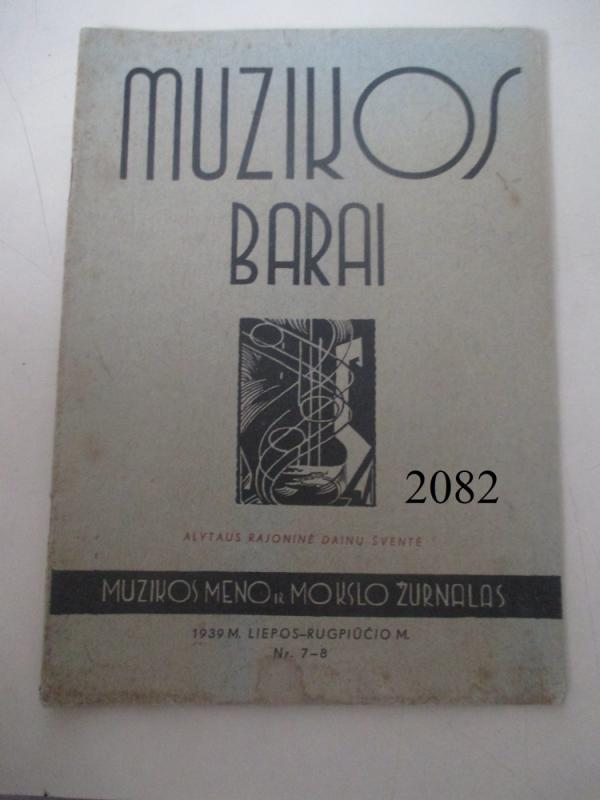 MUZIKOS
BARAI
2082
ALYTAUS RAJONINĖ DAINŲ ŠVENTĖ
MUZIKOS MENO IR MOKSLO ŽURNALAS
1939 M. LIEPOS–RUGPIŪČIO M.
Nr. 7–8